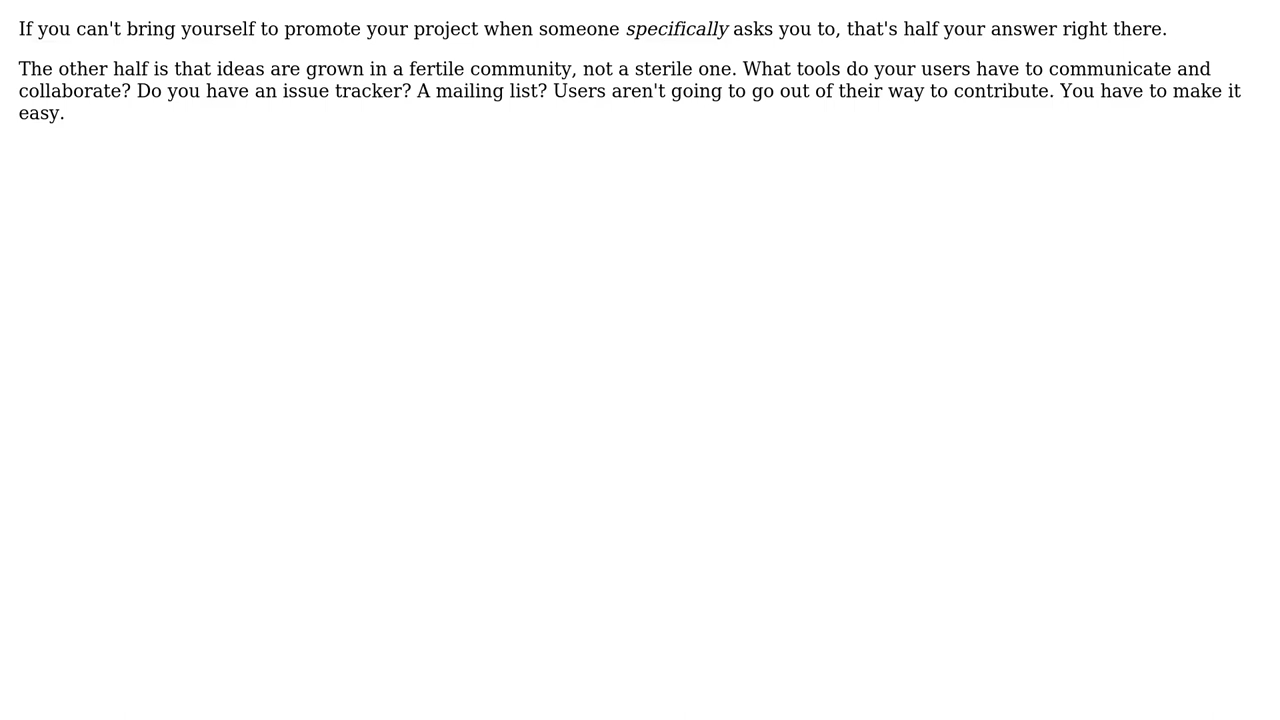 If you can't bring yourself to promote your project when someone specifically asks you to, that's half your answer right there.
The other half is that ideas are grown in a fertile community, not a sterile one. What tools do your users have to communicate and
collaborate? Do you have an issue tracker? A mailing list? Users aren't going to go out of their way to contribute. You have to make it
easy.